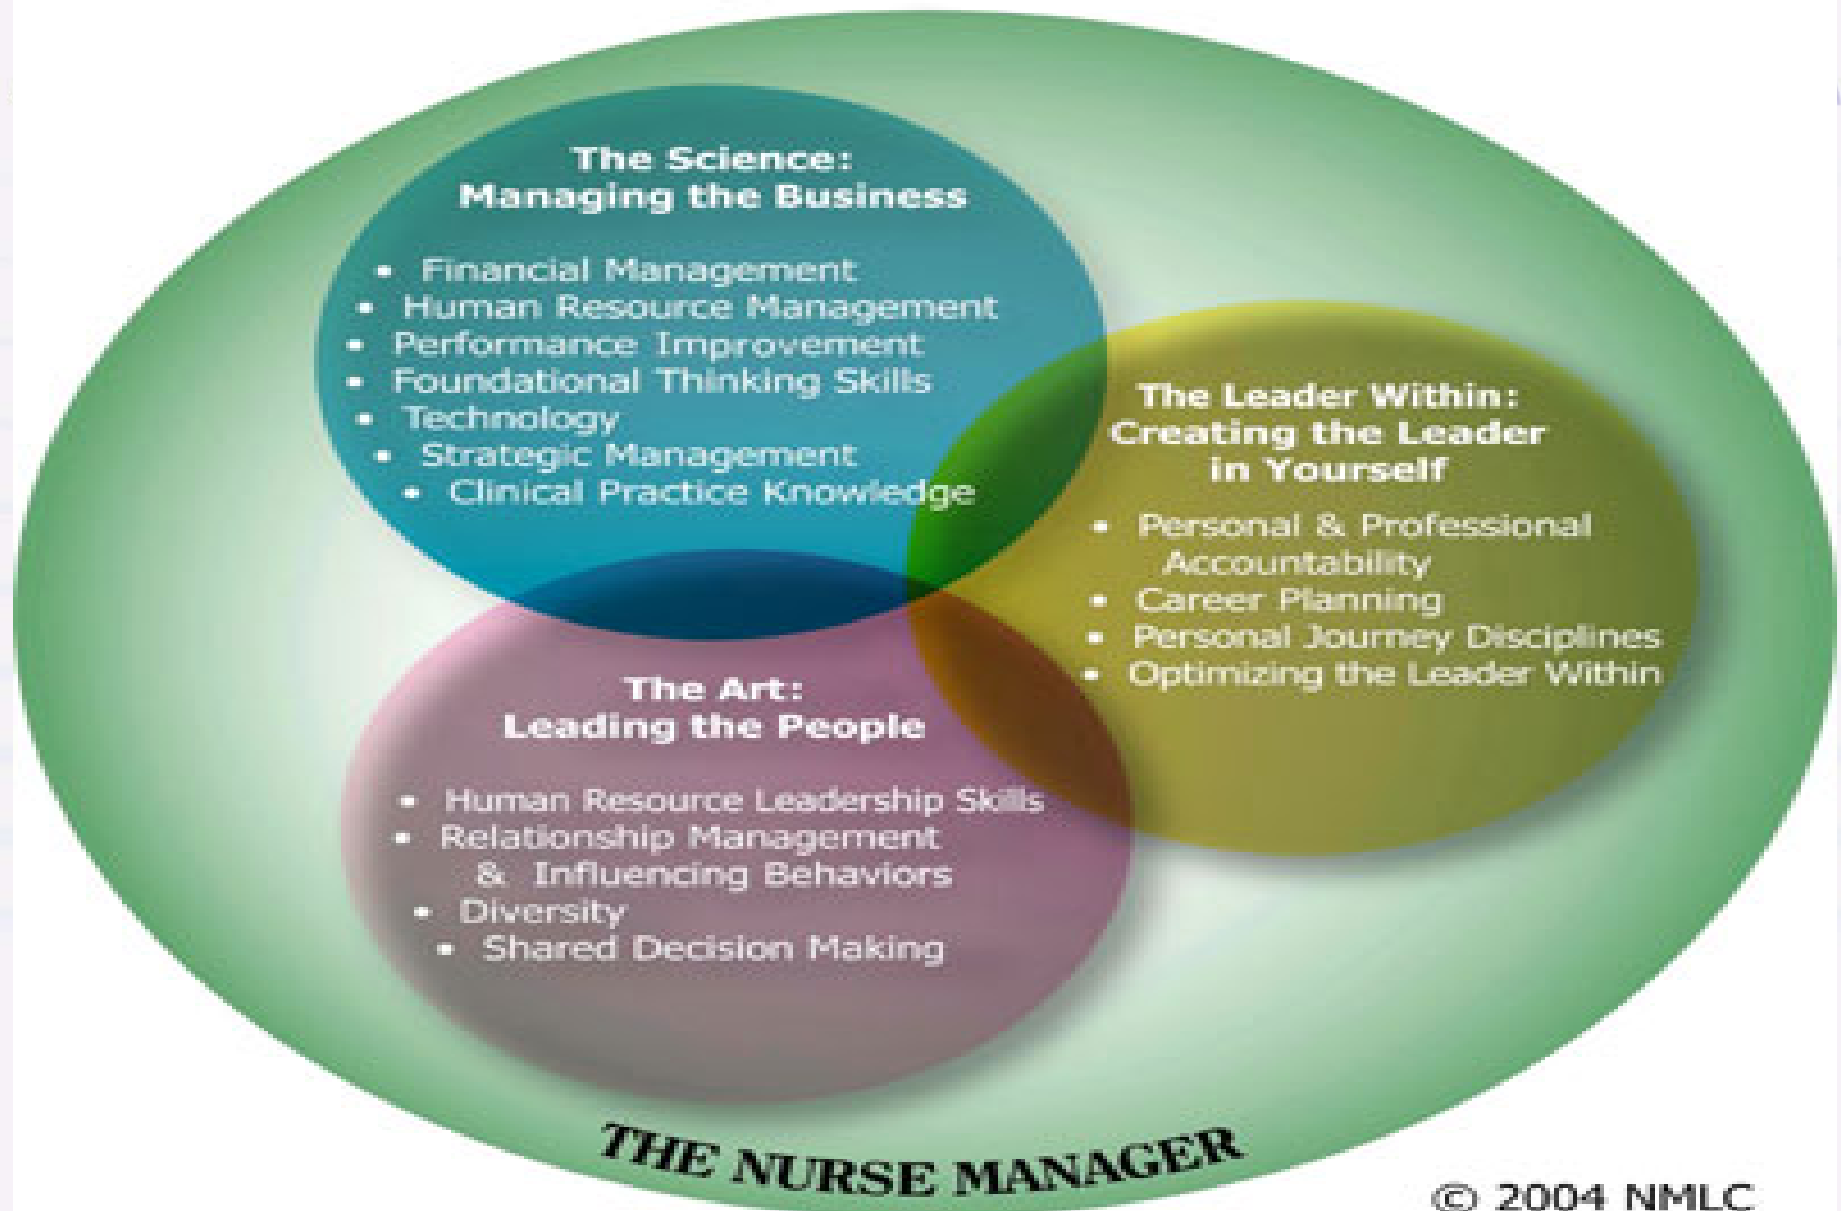 The Science:
Managing the Business
• Financial Management
• Human Resource Management
• Performance Improvement
• Foundational Thinking Skills
• Technology
• Strategic Management
• Clinical Practice Knowledge
The Leader Within:
Creating the Leader
in Yourself
• Personal & Professional
Accountability
• Career Planning
• Personal Journey Disciplines
• Optimizing the Leader Within
The Art:
Leading the People
• Human Resource Leadership Skills
• Relationship Management
& Influencing Behaviors
• Diversity
• Shared Decision Making
THE NURSE MANAGER
© 2004 NMLC